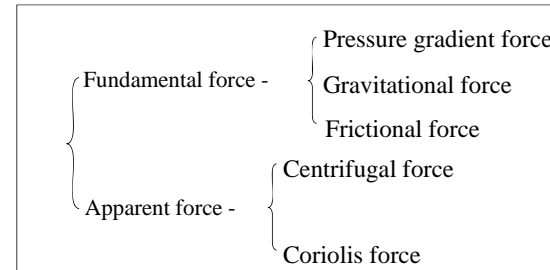 Pressure gradient force
Fundamental force -
Gravitational force
Frictional force
Centrifugal force
Apparent force -
Coriolis force